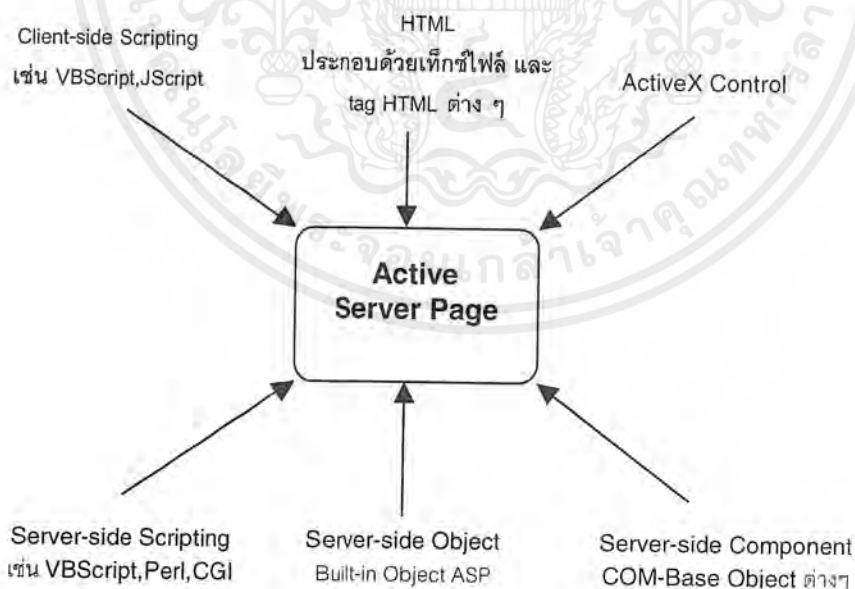 Client-side Scripting
เช่น VBScript,JScript
HTML
ประกอบด้วยเท็กซ์ไฟล์ และ
tag HTML ต่าง ๆ
ActiveX Control
Active
Server Page
Server-side Scripting
เช่น VBScript,Perl,CGI
Server-side Object
Built-in Object ASP
Server-side Component
COM-Base Object ต่างๆ